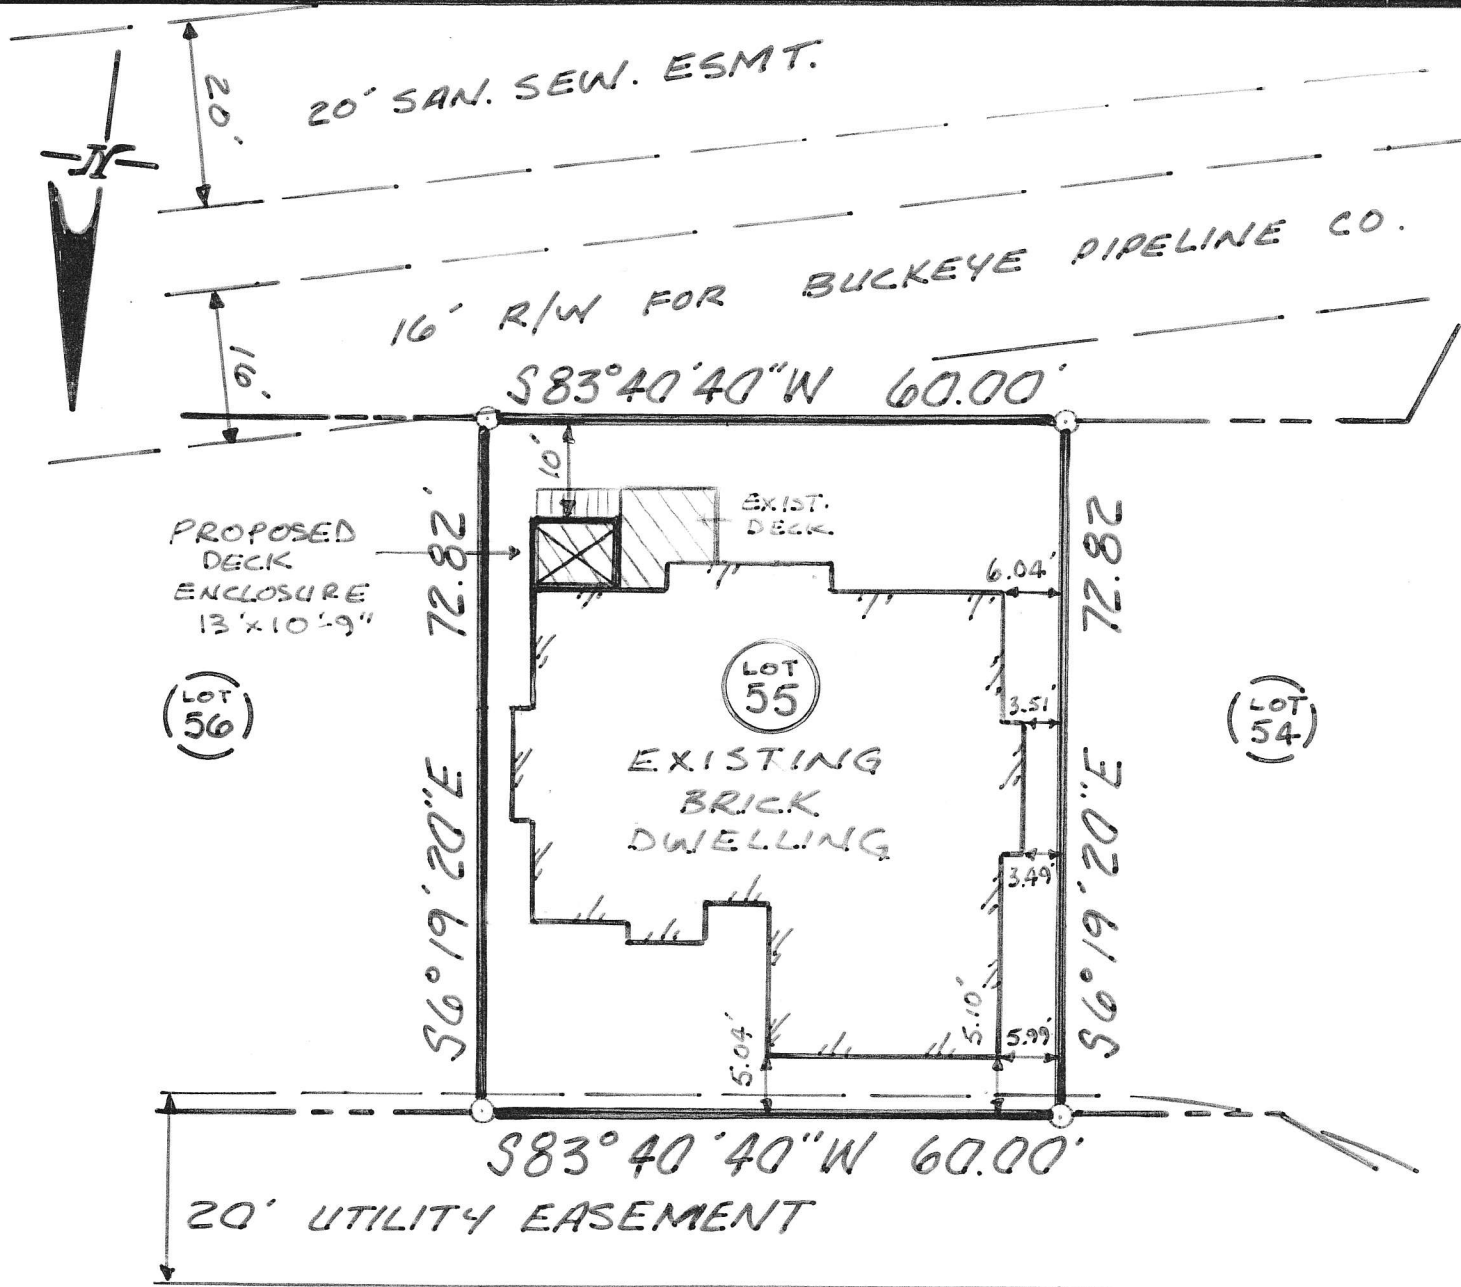 20' SAN. SEW. ESMT.
20'
N
16' R/W FOR BUCKEYE PIPELINE CO.
16'
S83°40'40"W 60.00'
10'
EXIST.
DECK
PROPOSED
DECK
ENCLOSURE
13'x10'-9"
72.82'
72.82
6.04'
LOT
56
LOT
55
3.51'
LOT
54
EXISTING
BRICK
DWELLING
3.49'
S6°19'20"E
S6°19'20"E
5.04'
5.10'
5.99'
S83°40'40"W 60.00'
20' UTILITY EASEMENT